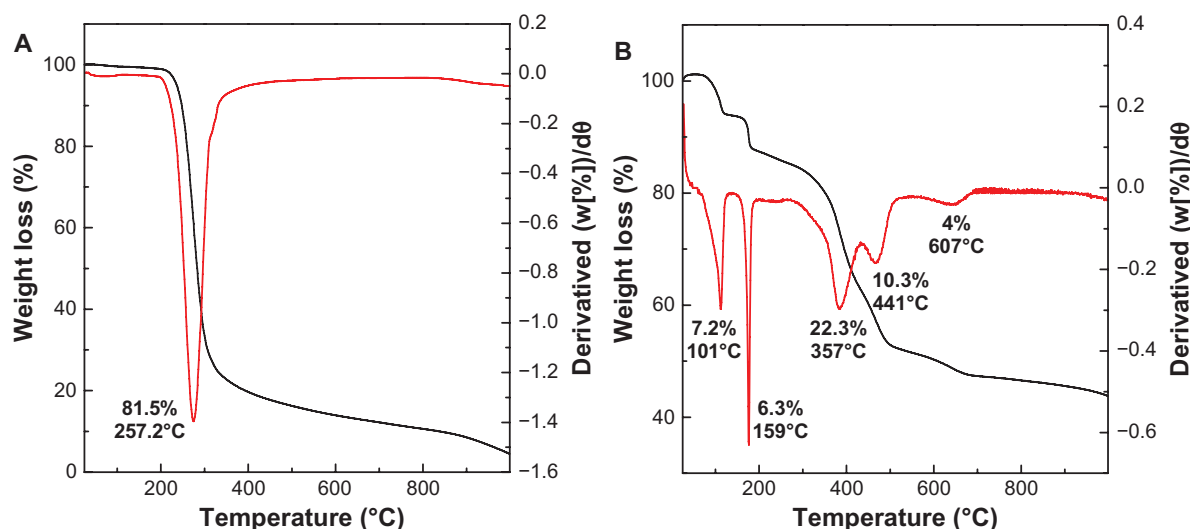 A
Weight loss (%)
100
80
60
40
20
0
200
400
600
800
Temperature (°C)
0.2
0.0
−0.2
−0.4
−0.6
−0.8
−1.0
−1.2
−1.4
−1.6
Derivatived (w[%])/dθ
81.5%
257.2°C
B
Weight loss (%)
100
80
60
40
200
400
600
800
Temperature (°C)
0.4
0.2
0.0
−0.2
−0.4
−0.6
Derivatived (w[%])/dθ
7.2%
101°C
6.3%
159°C
22.3%
357°C
10.3%
441°C
4%
607°C